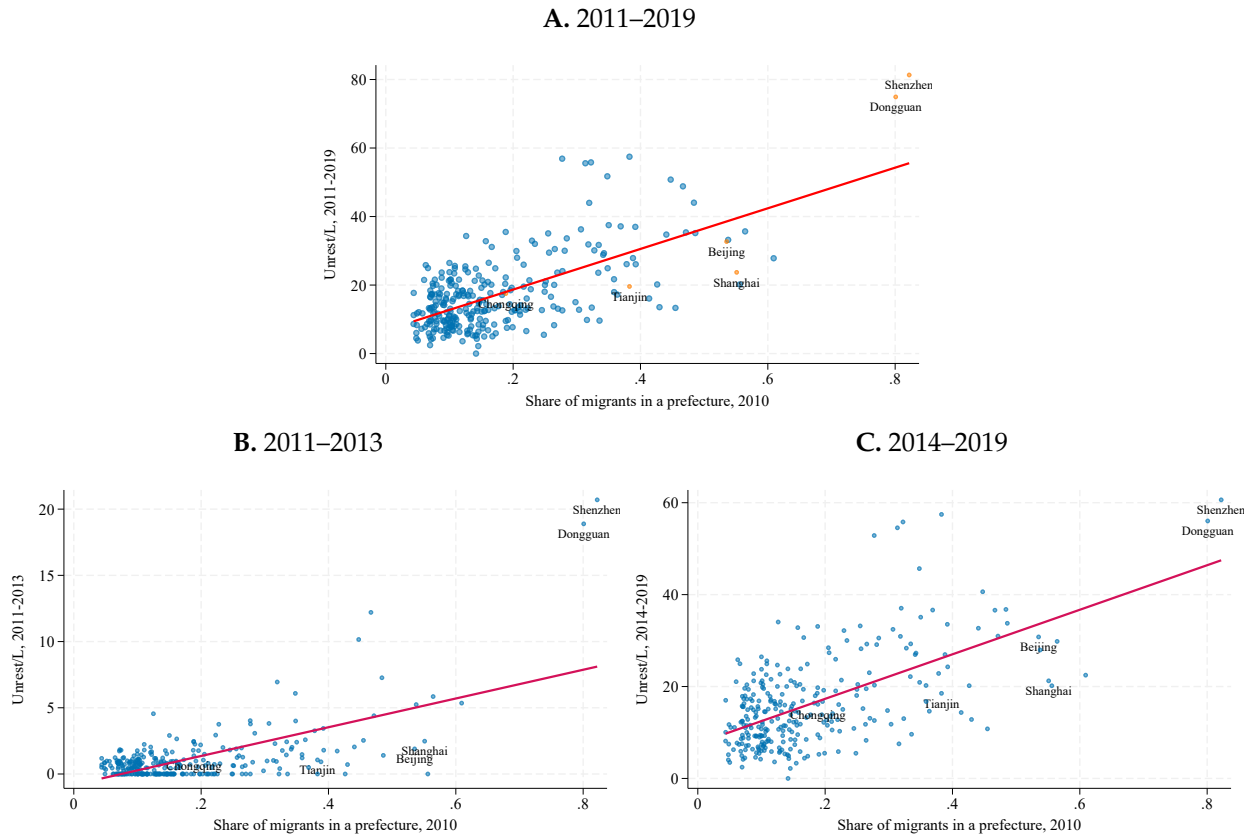 A. 2011–2019
Unrest/L, 2011-2019
80
60
40
20
0
Shenzhen
Dongguan
Beijing
Shanghai
Tianjin
Chongqing
0 .2 .4 .6 .8
Share of migrants in a prefecture, 2010
B. 2011–2013
Unrest/L, 2011-2013
20
15
10
5
0
Shenzhen
Dongguan
Shanghai
Beijing
Tianjin
Chongqing
0 .2 .4 .6 .8
Share of migrants in a prefecture, 2010
C. 2014–2019
Unrest/L, 2014-2019
60
40
20
0
Shenzhen
Dongguan
Beijing
Shanghai
Tianjin
Chongqing
0 .2 .4 .6 .8
Share of migrants in a prefecture, 2010